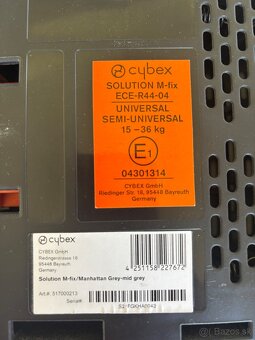 cybex
SOLUTION M-fix
ECE-R44-04
UNIVERSAL
SEMI-UNIVERSAL
15 – 36 kg
E1
04301314
CYBEX GmbH
Riedinger Str. 18, 95448 Bayreuth
Germany
cybex
CYBEX GmbH
Riedingerstrasse 18
95448 Bayreuth
Germany
4 251158 227672
Solution M-fix/Manhattan Grey-mid grey
Art.#: 517000213
Serial#
Bazar.sk